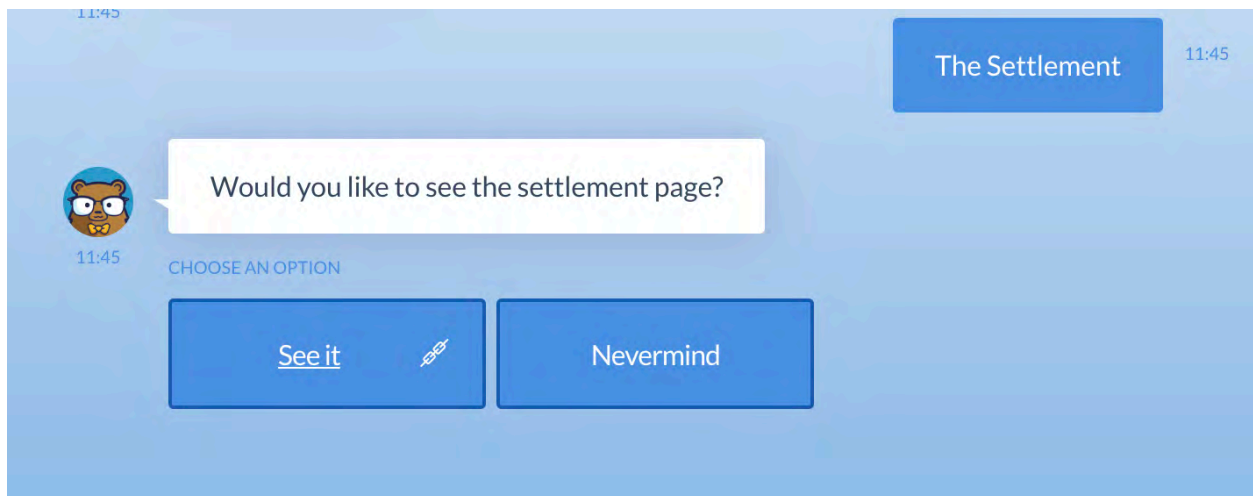 11:45
The Settlement
11:45
Would you like to see the settlement page?
11:45
CHOOSE AN OPTION
See it
Nevermind